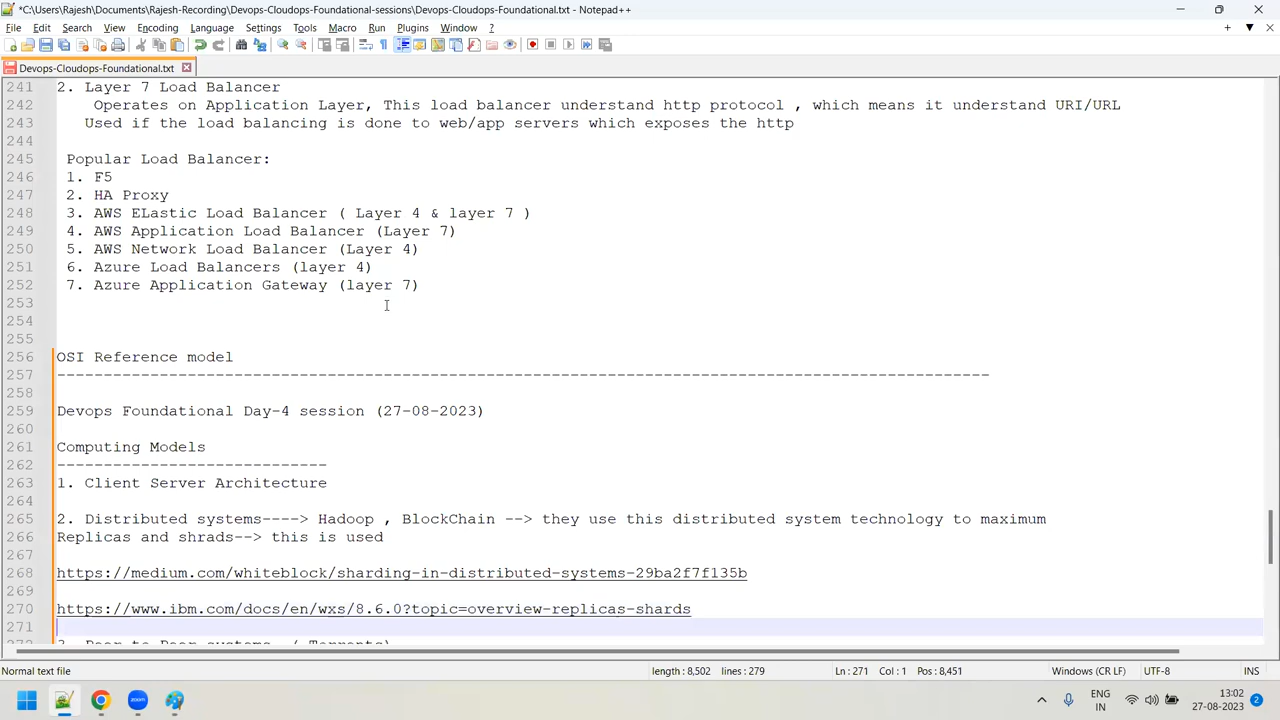 *C:\Users\Rajesh\Documents\Rajesh-Recording\Devops-Cloudops-Foundational-sessions\Devops-Cloudops-Foundational.txt - Notepad++
File Edit Search View Encoding Language Settings Tools Macro Run Plugins Window ?
Devops-Cloudops-Foundational.txt
241 2. Layer 7 Load Balancer
242 Operates on Application Layer, This load balancer understand http protocol , which means it understand URI/URL
243 Used if the load balancing is done to web/app servers which exposes the http
244
245 Popular Load Balancer:
246 1. F5
247 2. HA Proxy
248 3. AWS ELastic Load Balancer ( Layer 4 & layer 7 )
249 4. AWS Application Load Balancer (Layer 7)
250 5. AWS Network Load Balancer (Layer 4)
251 6. Azure Load Balancers (layer 4)
252 7. Azure Application Gateway (layer 7)
253
254
255
256 OSI Reference model
257 ----------------------------------------------------------------------------------------------------
258
259 Devops Foundational Day-4 session (27-08-2023)
260
261 Computing Models
262 -----------------------------
263 1. Client Server Architecture
264
265 2. Distributed systems----> Hadoop , BlockChain --> they use this distributed system technology to maximum
266 Replicas and shrads--> this is used
267
268 https://medium.com/whiteblock/sharding-in-distributed-systems-29ba2f7f135b
269
270 https://www.ibm.com/docs/en/wxs/8.6.0?topic=overview-replicas-shards
271
272 3. Peer to Peer systems ( Torrents)
Normal text file length : 8,502 lines : 279 Ln : 271 Col : 1 Pos : 8,451 Windows (CR LF) UTF-8 INS
ENG
IN
13:02
27-08-2023
2